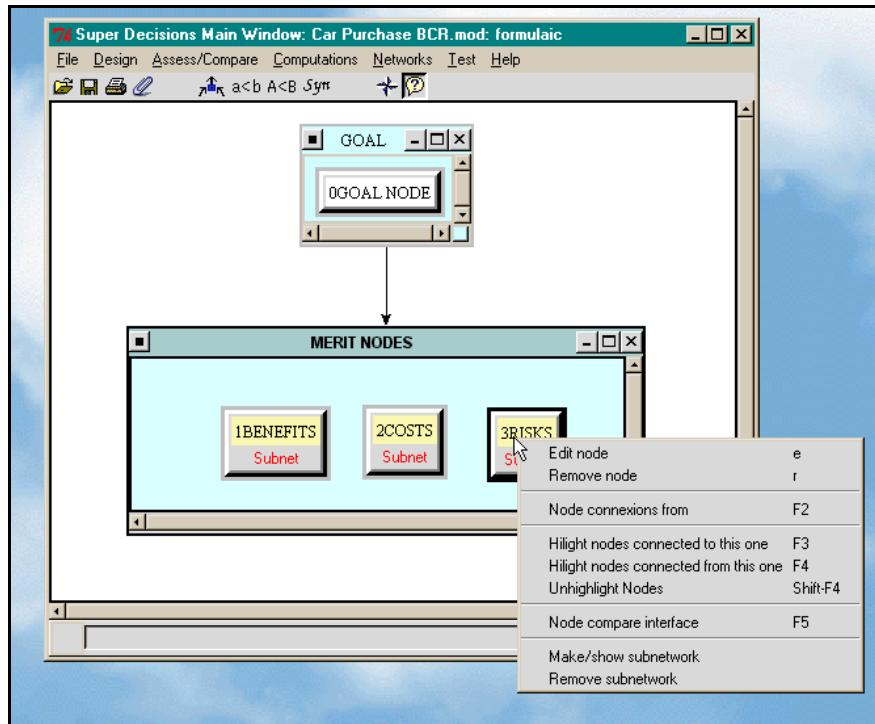 Super Decisions Main Window: Car Purchase BCR.mod: formulaic
File Design Assess/Compare Computations Networks Test Help
a<b A<B Syn
GOAL
0GOAL NODE
MERIT NODES
1BENEFITS
Subnet
2COSTS
Subnet
3RISKS
Edit node e
Remove node r
Node connexions from F2
Hilight nodes connected to this one F3
Hilight nodes connected from this one F4
Unhighlight Nodes Shift-F4
Node compare interface F5
Make/show subnetwork
Remove subnetwork